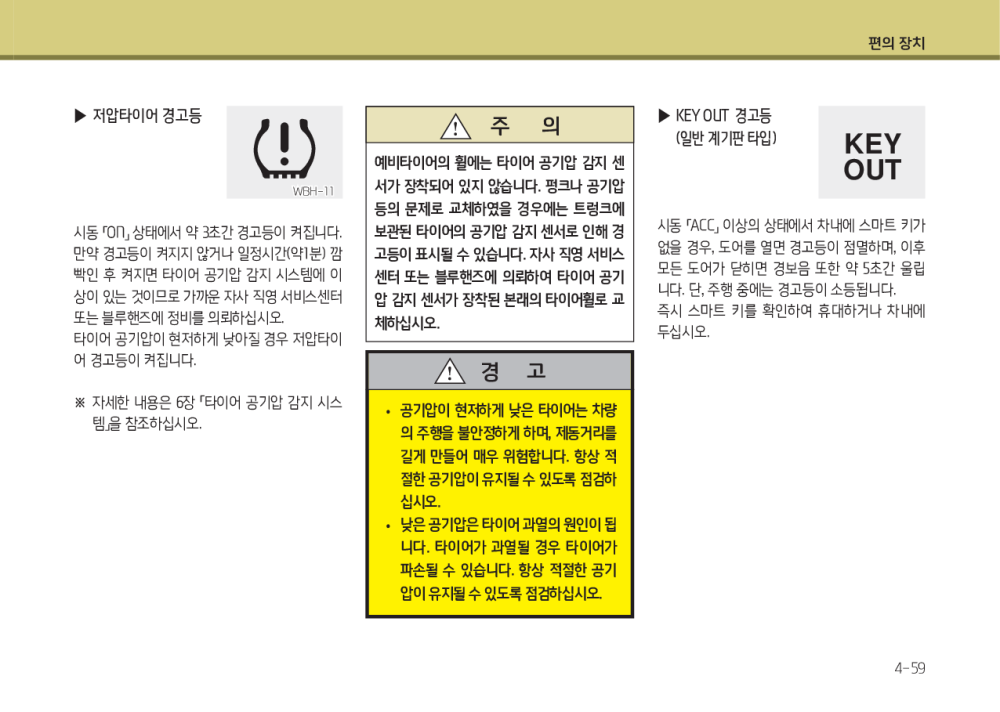 편의 장치
▶ 저압타이어 경고등
WBH-11
시동 「ON」 상태에서 약 3초간 경고등이 켜집니다.
만약 경고등이 켜지지 않거나 일정시간(약1분) 깜
빡인 후 켜지면 타이어 공기압 감지 시스템에 이
상이 있는 것이므로 가까운 자사 직영 서비스센터
또는 블루핸즈에 정비를 의뢰하십시오.
타이어 공기압이 현저하게 낮아질 경우 저압타이
어 경고등이 켜집니다.
※ 자세한 내용은 6장 「타이어 공기압 감지 시스
템」을 참조하십시오.
주 의
예비타이어의 휠에는 타이어 공기압 감지 센
서가 장착되어 있지 않습니다. 펑크나 공기압
등의 문제로 교체하였을 경우에는 트렁크에
보관된 타이어의 공기압 감지 센서로 인해 경
고등이 표시될 수 있습니다. 자사 직영 서비스
센터 또는 블루핸즈에 의뢰하여 타이어 공기
압 감지 센서가 장착된 본래의 타이어휠로 교
체하십시오.
경 고
• 공기압이 현저하게 낮은 타이어는 차량
의 주행을 불안정하게 하며, 제동거리를
길게 만들어 매우 위험합니다. 항상 적
절한 공기압이 유지될 수 있도록 점검하
십시오.
• 낮은 공기압은 타이어 과열의 원인이 됩
니다. 타이어가 과열될 경우 타이어가
파손될 수 있습니다. 항상 적절한 공기
압이 유지될 수 있도록 점검하십시오.
▶ KEY OUT 경고등
(일반 계기판 타입)
KEY
OUT
시동 「ACC」 이상의 상태에서 차내에 스마트 키가
없을 경우, 도어를 열면 경고등이 점멸하며, 이후
모든 도어가 닫히면 경보음 또한 약 5초간 울립
니다. 단, 주행 중에는 경고등이 소등됩니다.
즉시 스마트 키를 확인하여 휴대하거나 차내에
두십시오.
4-59